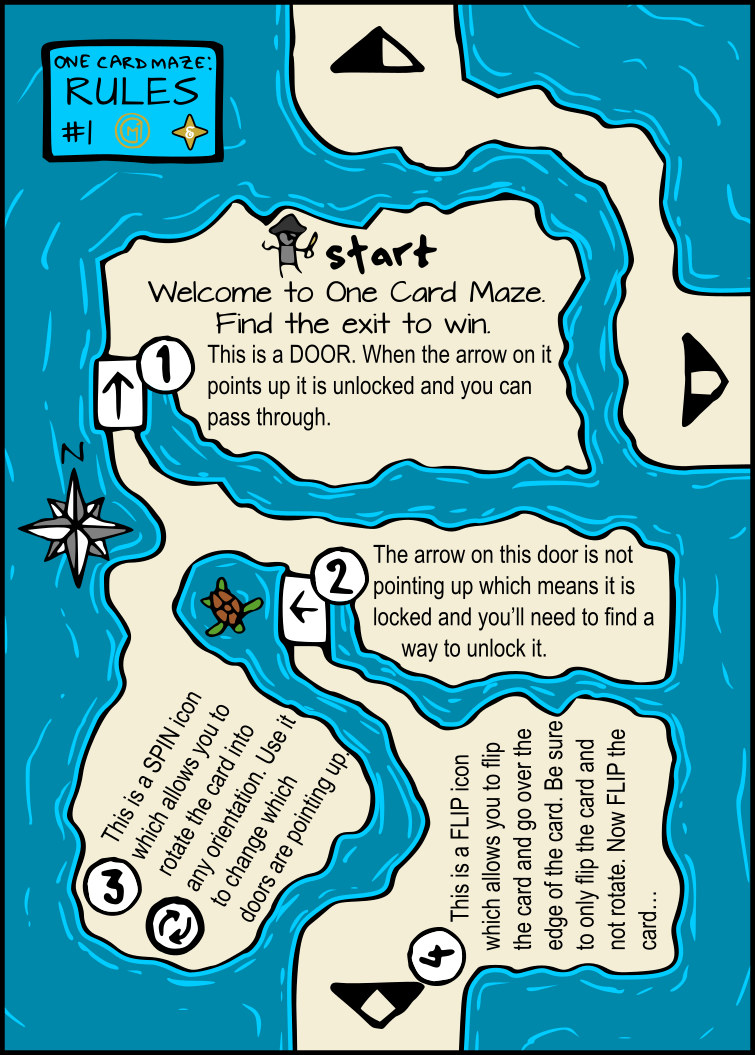 ONE CARD MAZE:
RULES
#1
start
Welcome to One Card Maze.
Find the exit to win.
1
This is a DOOR. When the arrow on it
points up it is unlocked and you can
pass through.
N
2
The arrow on this door is not
pointing up which means it is
locked and you’ll need to find a
way to unlock it.
3
This is a SPIN icon
which allows you to
rotate the card into
any orientation. Use it
to change which
doors are pointing up.
4
This is a FLIP icon
which allows you to flip
the card and go over the
edge of the card. Be sure
to only flip the card and
not rotate. Now FLIP the
card...